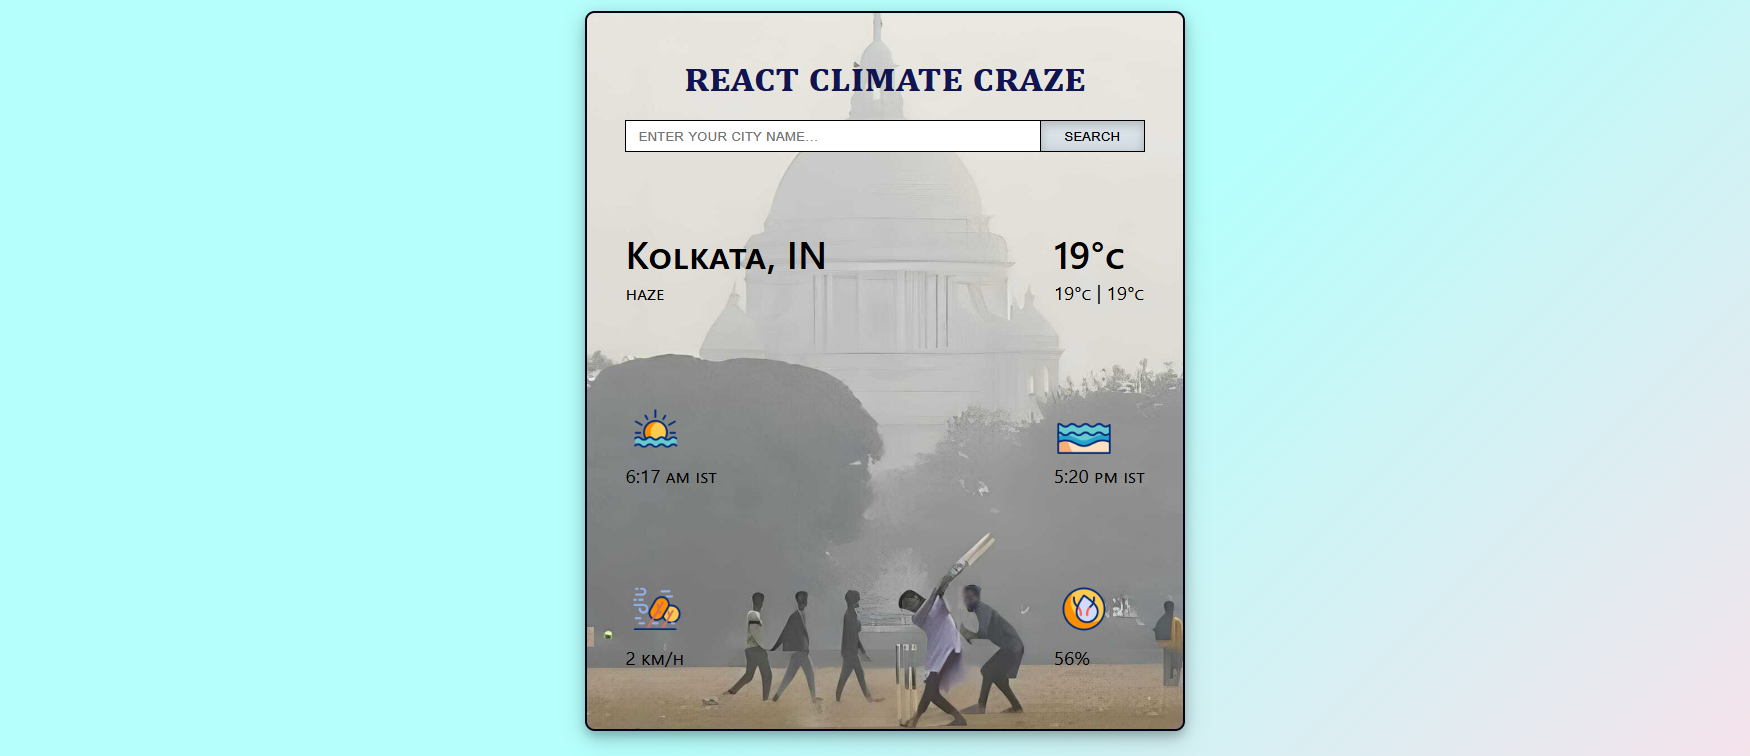 REACT CLIMATE CRAZE
ENTER YOUR CITY NAME...
SEARCH
Kolkata, IN
19°c
haze
19°c | 19°c
6:17 am ist
5:20 pm ist
2 km/h
56%